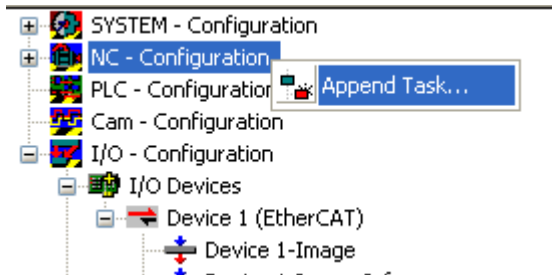 SYSTEM - Configuration
NC - Configuration
Append Task...
PLC - Configuration
Cam - Configuration
I/O - Configuration
I/O Devices
Device 1 (EtherCAT)
Device 1-Image